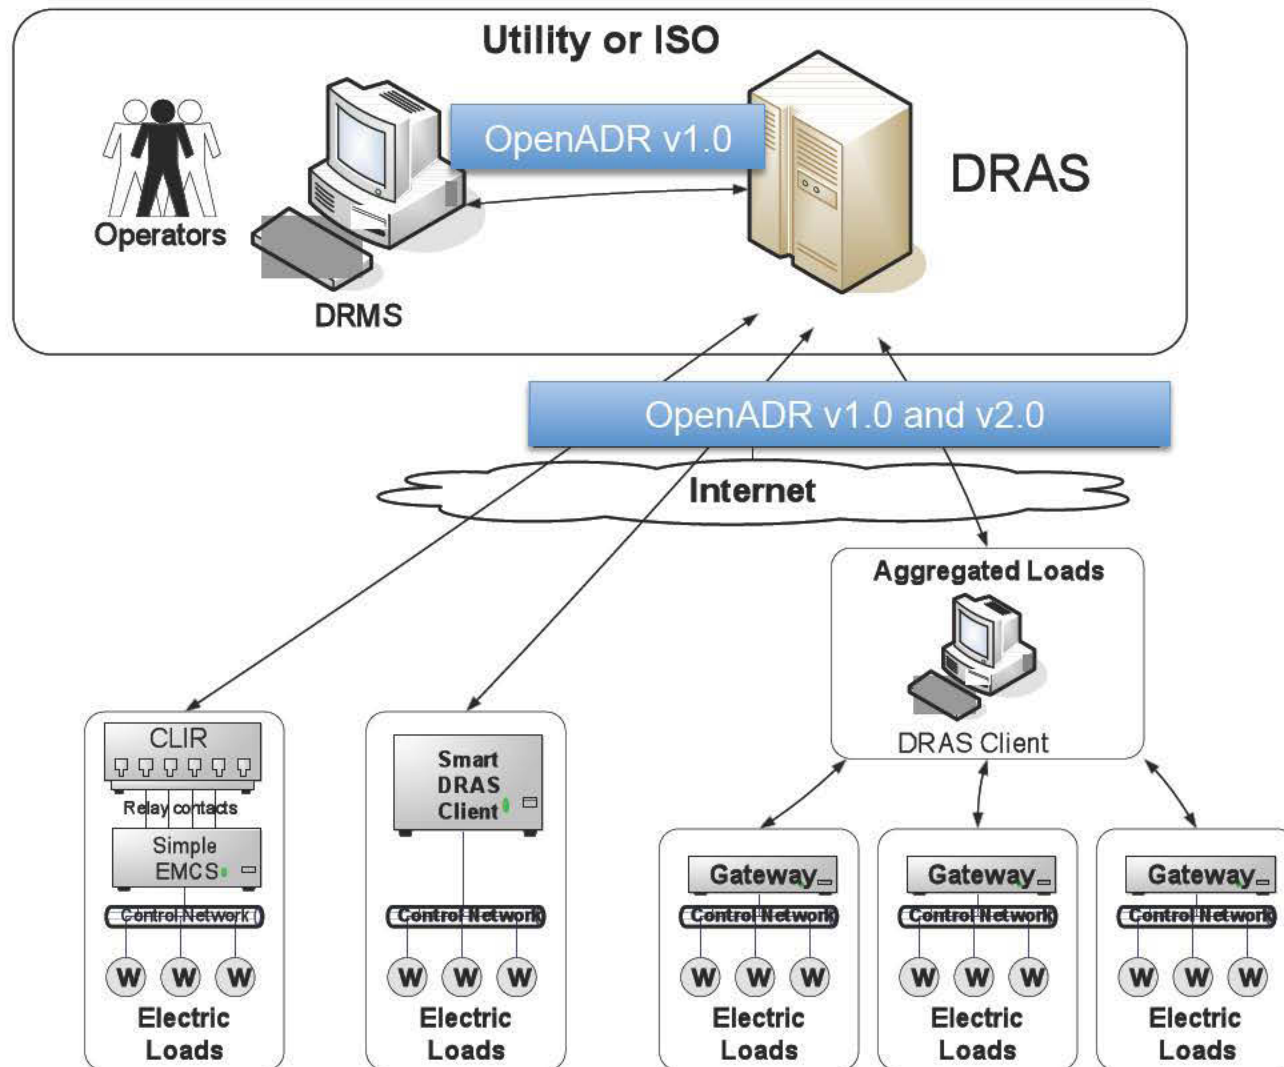 Utility or ISO
OpenADR v1.0
DRAS
Operators
DRMS
OpenADR v1.0 and v2.0
Internet
Aggregated Loads
DRAS Client
CLIR
Relay contacts
Simple
EMCS
Control Network
W W W
Electric
Loads
Smart
DRAS
Client
Control Network
W W W
Electric
Loads
Gateway
Control Network
W W W
Electric
Loads
Gateway
Control Network
W W W
Electric
Loads
Gateway
Control Network
W W W
Electric
Loads